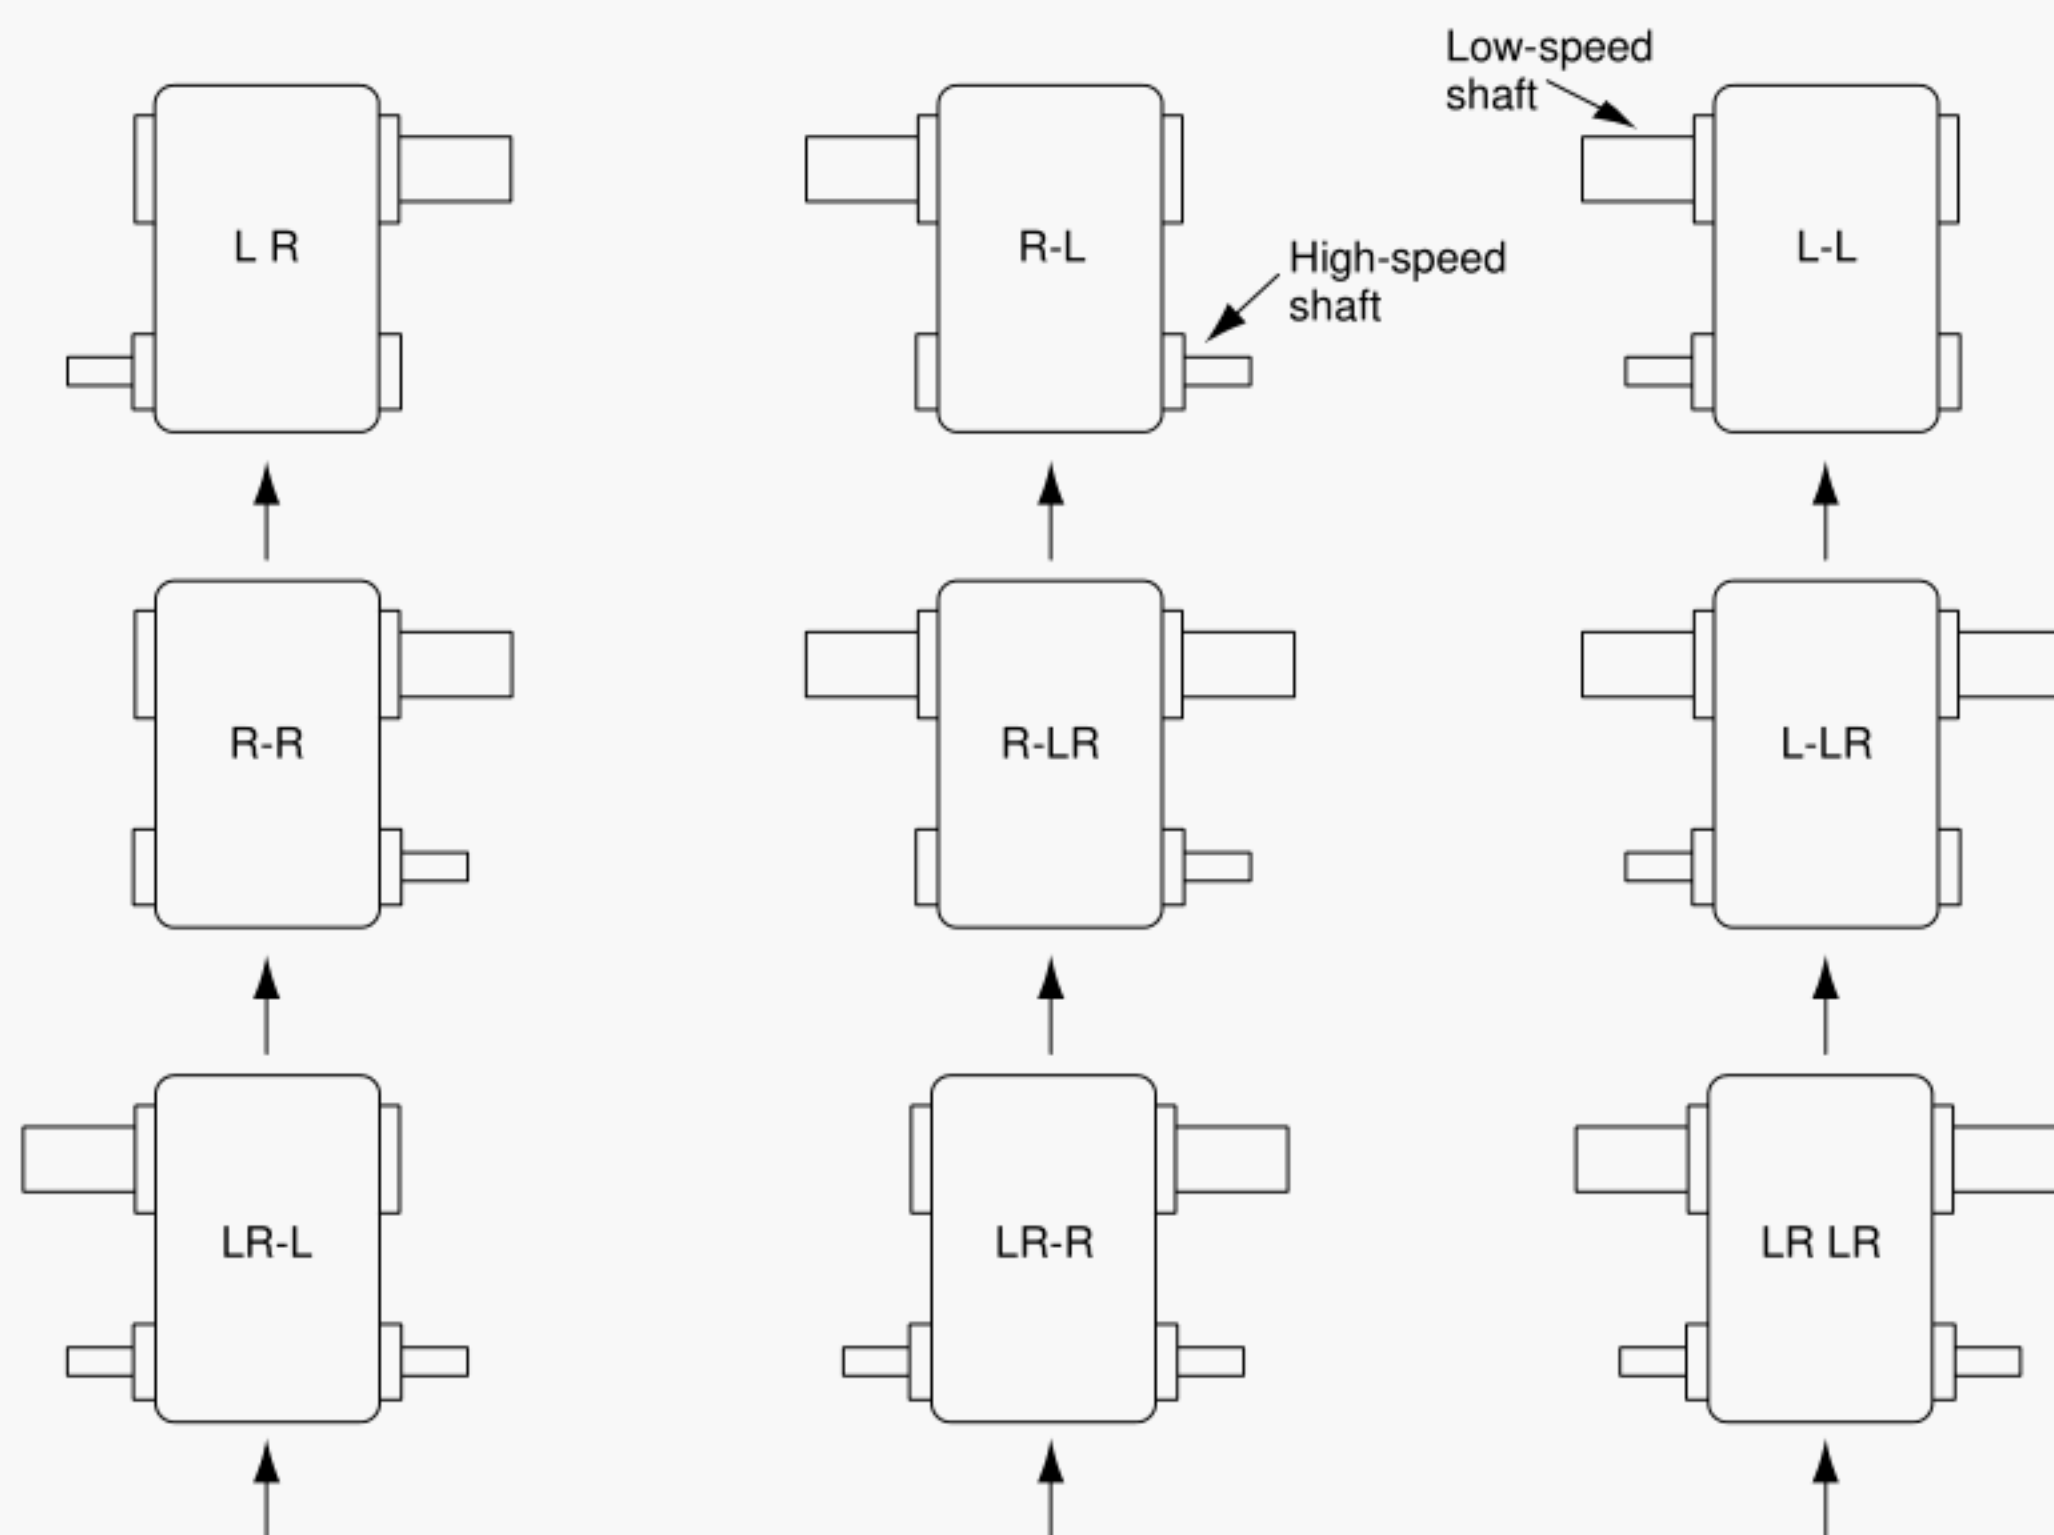 Low-speed
shaft
L R
R-L
L-L
High-speed
shaft
R-R
R-LR
L-LR
LR-L
LR-R
LR LR